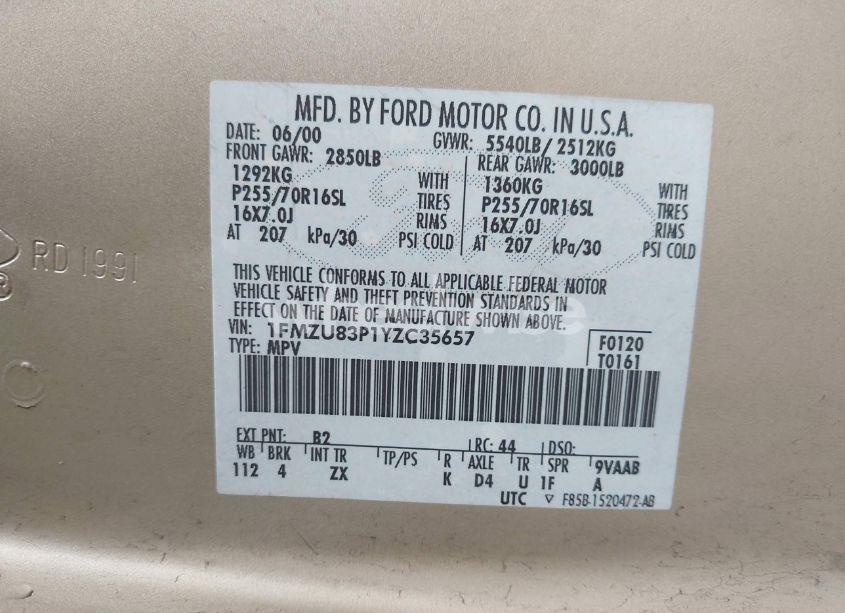 MFD. BY FORD MOTOR CO. IN U.S.A.
DATE: 06/00 GVWR: 5540LB/ 2512KG
FRONT GAWR: 2850LB REAR GAWR: 3000LB
1292KG WITH 1360KG WITH
P255/70R16SL TIRES P255/70R16SL TIRES
16X7.0J RIMS 16X7.0J RIMS
AT 207 kPa/30 PSI COLD AT 207 kPa/30 PSI COLD
THIS VEHICLE CONFORMS TO ALL APPLICABLE FEDERAL MOTOR
VEHICLE SAFETY AND THEFT PREVENTION STANDARDS IN
EFFECT ON THE DATE OF MANUFACTURE SHOWN ABOVE.
VIN: 1FMZU83P1YZC35657 F0120
TYPE: MPV T0161
EXT PNT: B2 RC: 44 DSO:
WB BRK INT TR TP/PS R AXLE TR SPR 9VAAB
112 4 ZX K D4 U 1F A
UTC ▽ F85B-1520472-AB
RD 1991